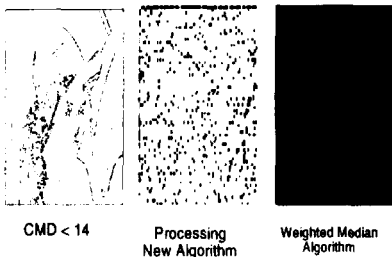 CMD < 14
Processing
New Algorithm
Weighted Median
Algorithm